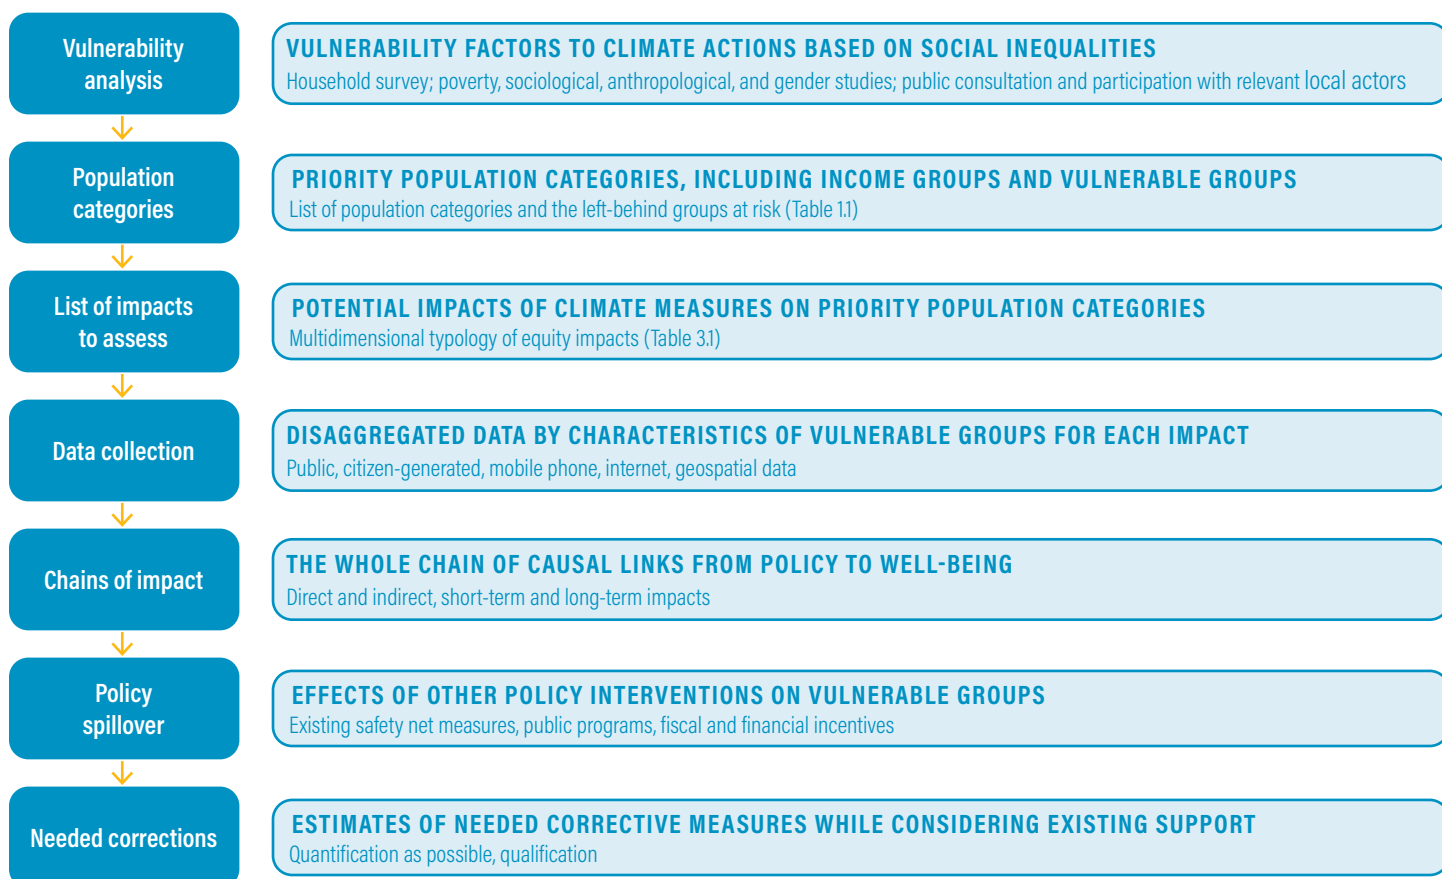 Vulnerability
analysis
VULNERABILITY FACTORS TO CLIMATE ACTIONS BASED ON SOCIAL INEQUALITIES
Household survey; poverty, sociological, anthropological, and gender studies; public consultation and participation with relevant local actors
Population
categories
PRIORITY POPULATION CATEGORIES, INCLUDING INCOME GROUPS AND VULNERABLE GROUPS
List of population categories and the left-behind groups at risk (Table 1.1)
List of impacts
to assess
POTENTIAL IMPACTS OF CLIMATE MEASURES ON PRIORITY POPULATION CATEGORIES
Multidimensional typology of equity impacts (Table 3.1)
Data collection
DISAGGREGATED DATA BY CHARACTERISTICS OF VULNERABLE GROUPS FOR EACH IMPACT
Public, citizen-generated, mobile phone, internet, geospatial data
Chains of impact
THE WHOLE CHAIN OF CAUSAL LINKS FROM POLICY TO WELL-BEING
Direct and indirect, short-term and long-term impacts
Policy
spillover
EFFECTS OF OTHER POLICY INTERVENTIONS ON VULNERABLE GROUPS
Existing safety net measures, public programs, fiscal and financial incentives
Needed corrections
ESTIMATES OF NEEDED CORRECTIVE MEASURES WHILE CONSIDERING EXISTING SUPPORT
Quantification as possible, qualification